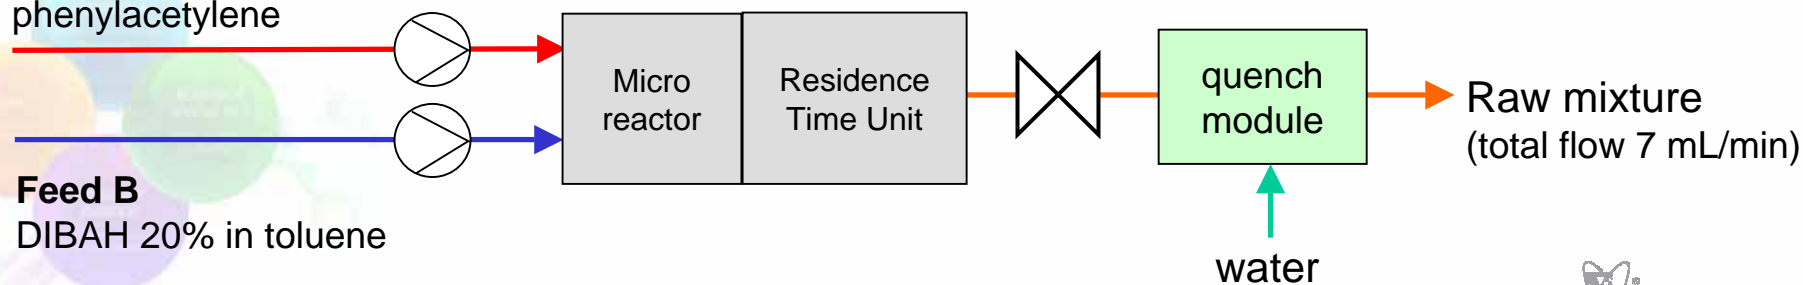 phenylacetylene
Micro
reactor
Residence
Time Unit
quench
module
Raw mixture
(total flow 7 mL/min)
Feed B
DIBAH 20% in toluene
water